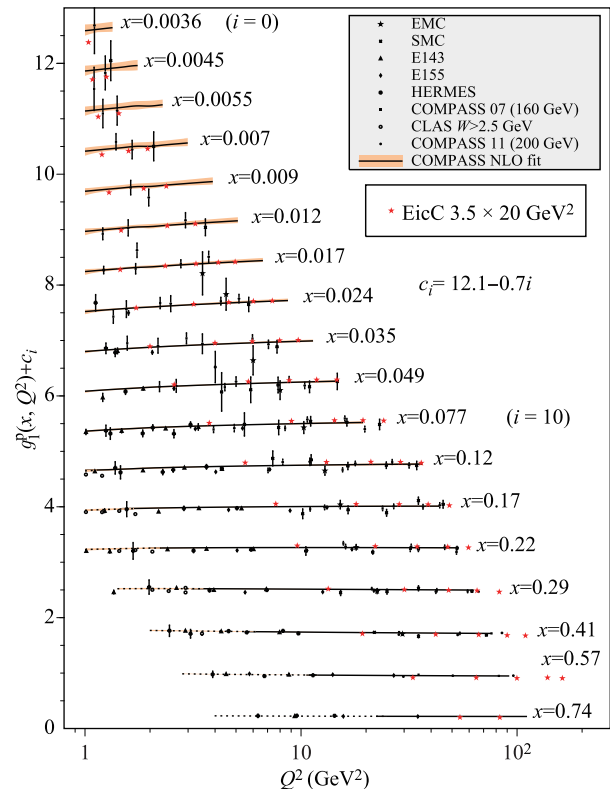 12
10
8
6
4
2
0
g₁ᵖ(x, Q²)+cᵢ
x=0.0036 (i = 0)
x=0.0045
x=0.0055
x=0.007
x=0.009
x=0.012
x=0.017
x=0.024
x=0.035
x=0.049
x=0.077 (i = 10)
x=0.12
x=0.17
x=0.22
x=0.29
x=0.41
x=0.57
x=0.74
EMC
SMC
E143
E155
HERMES
COMPASS 07 (160 GeV)
CLAS W>2.5 GeV
COMPASS 11 (200 GeV)
COMPASS NLO fit
EicC 3.5 × 20 GeV²
cᵢ= 12.1–0.7i
1 10 10²
Q² (GeV²)